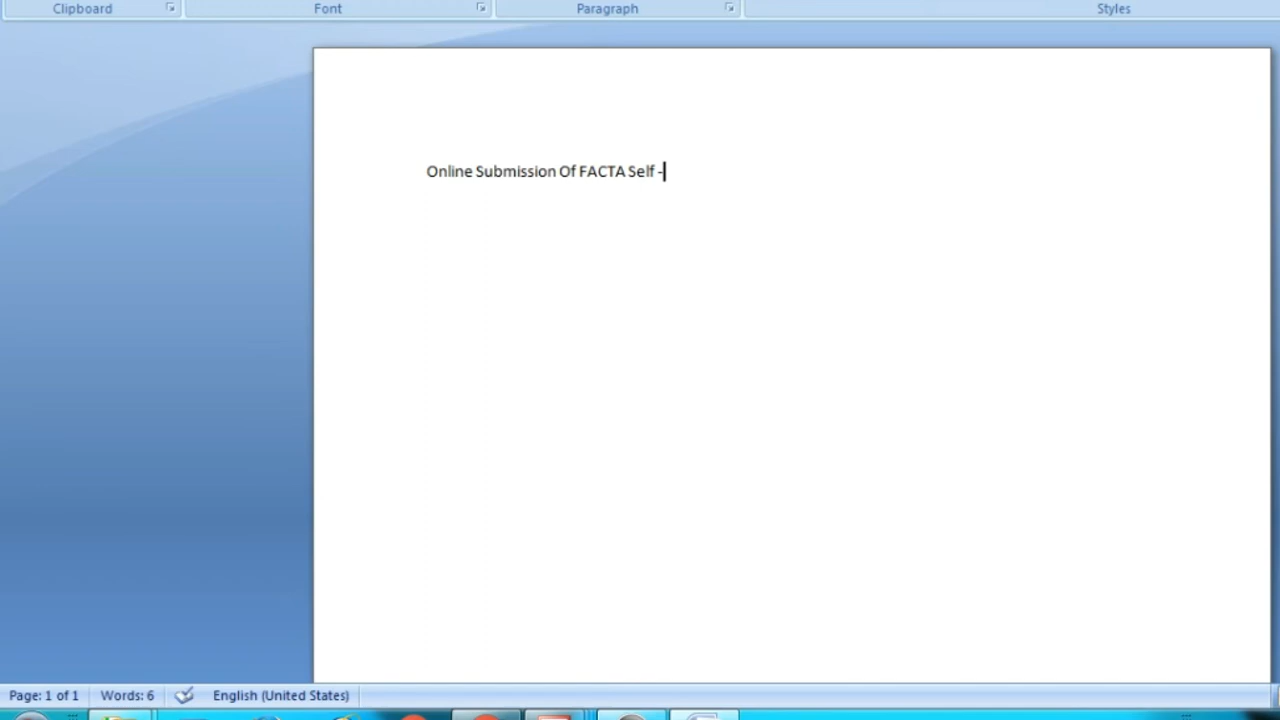 Clipboard Font Paragraph Styles
Online Submission Of FACTA Self -
Page: 1 of 1 Words: 6 English (United States)